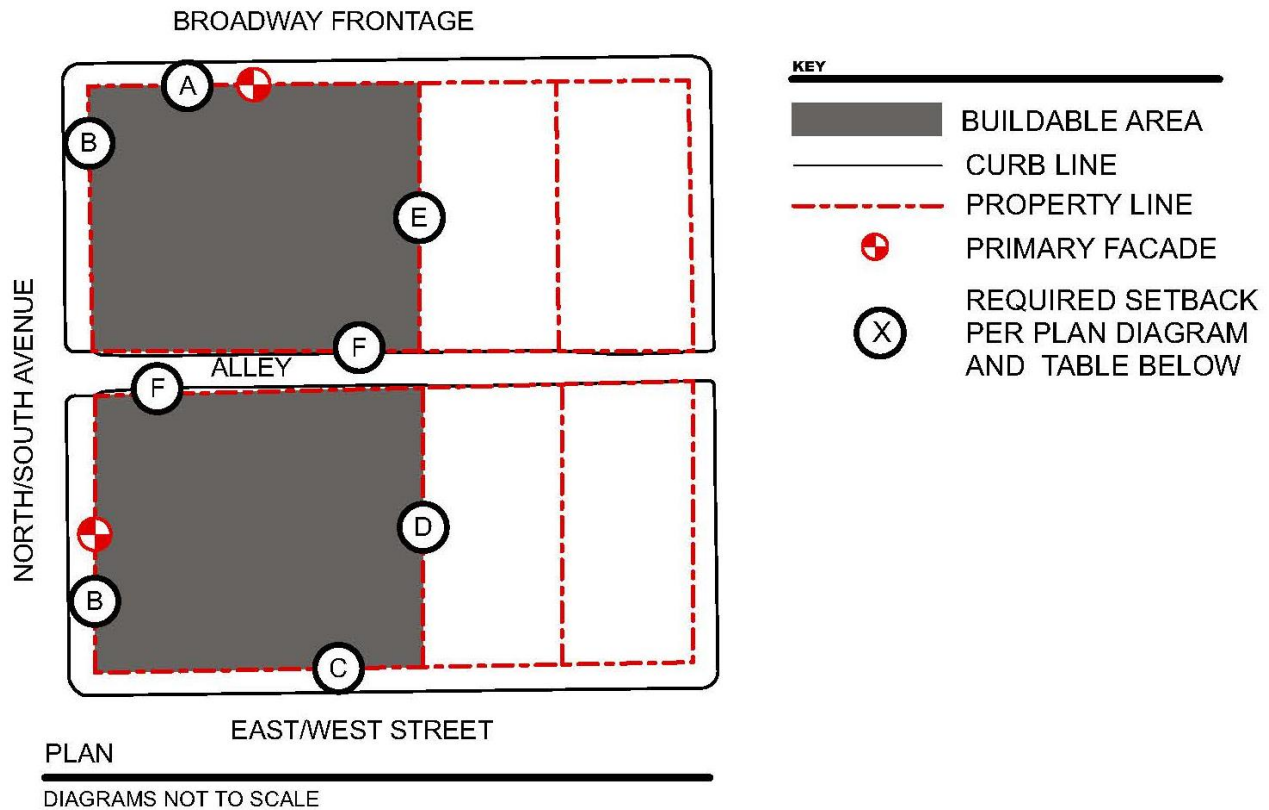 BROADWAY FRONTAGE
A
B
E
F
ALLEY
F
D
B
C
NORTH/SOUTH AVENUE
EAST/WEST STREET
PLAN
DIAGRAMS NOT TO SCALE
KEY
BUILDABLE AREA
CURB LINE
PROPERTY LINE
PRIMARY FACADE
X
REQUIRED SETBACK
PER PLAN DIAGRAM
AND TABLE BELOW